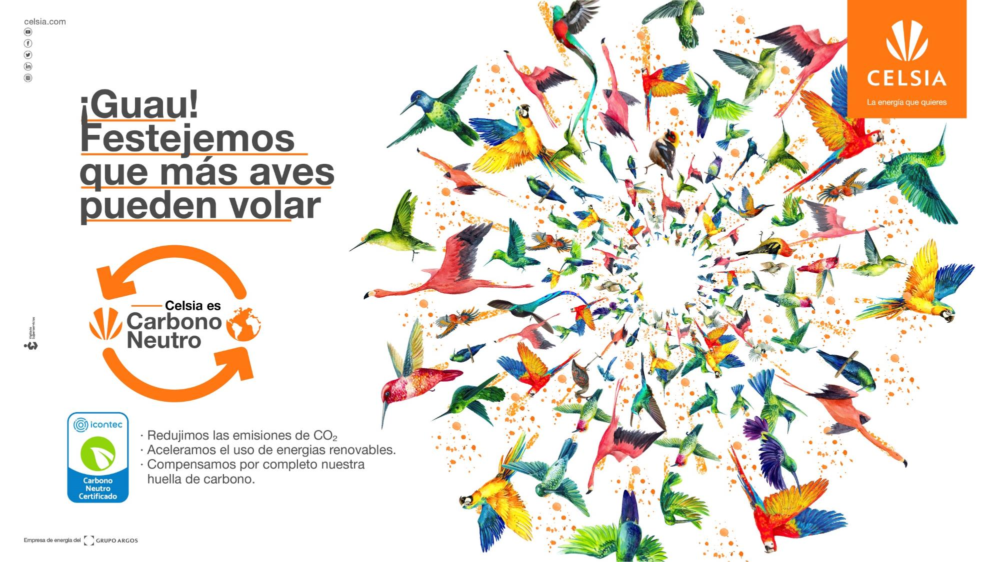 celsia.com
¡Guau!
Festejemos
que más aves
pueden volar
CELSIA
La energía que quieres
Celsia es
Carbono
Neutro
Vigilado
Superservicios
icontec
Carbono
Neutro
Certificado
· Redujimos las emisiones de CO₂
· Aceleramos el uso de energias renovables.
· Compensamos por completo nuestra
huella de carbono.
Empresa de energía del GRUPO ARGOS